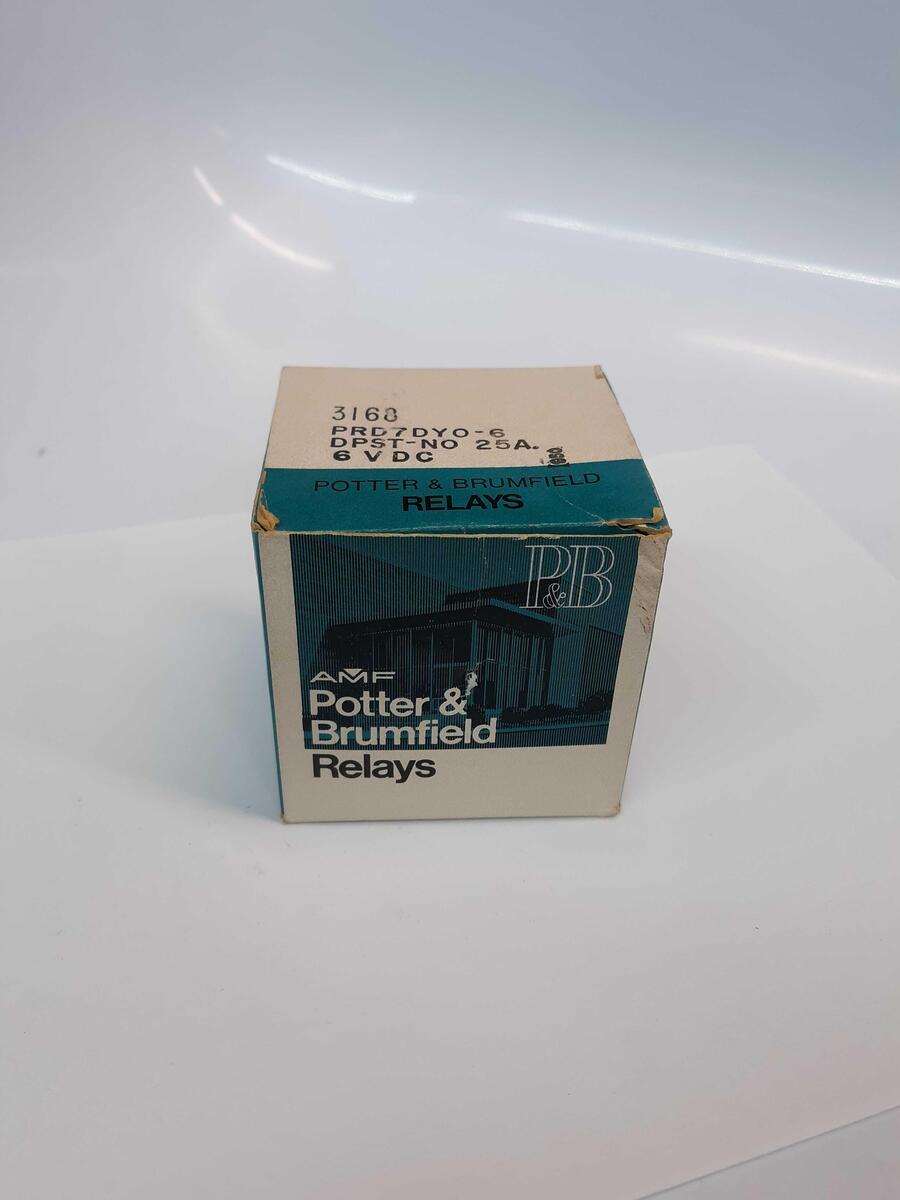 3168
PRD7DYO-6
DPST-NO 25A.
6 VDC
POTTER & BRUMFIELD
RELAYS
P&B
AMF
Potter &
Brumfield
Relays